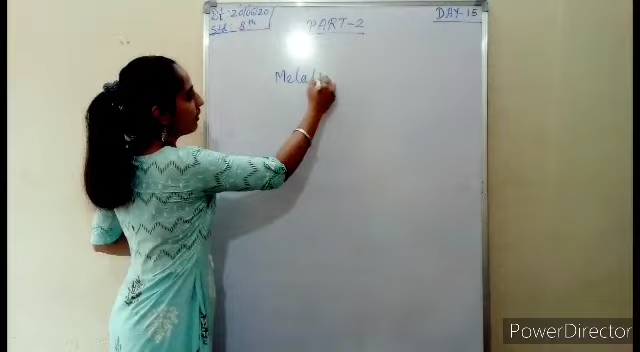 Dt:-20/06/20
Std:- 8th
PART-2
DAY-15
PowerDirector